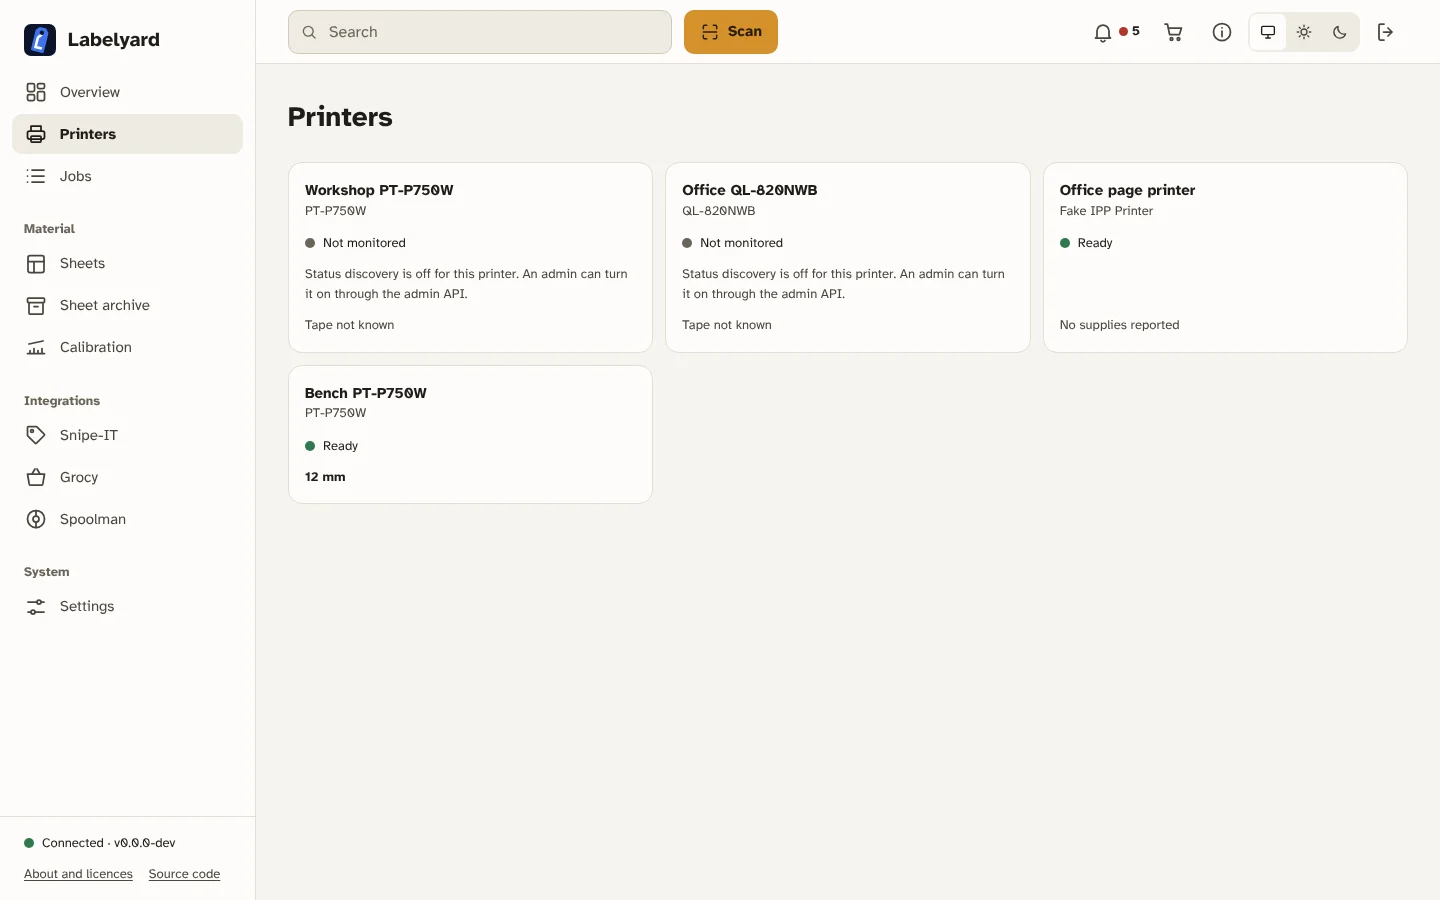 Labelyard
Search
Scan
5
Overview
Printers
Jobs
Material
Sheets
Sheet archive
Calibration
Integrations
Snipe-IT
Grocy
Spoolman
System
Settings
Connected · v0.0.0-dev
About and licences
Source code
Printers
Workshop PT-P750W
PT-P750W
Not monitored
Status discovery is off for this printer. An admin can turn
it on through the admin API.
Tape not known
Office QL-820NWB
QL-820NWB
Not monitored
Status discovery is off for this printer. An admin can turn
it on through the admin API.
Tape not known
Office page printer
Fake IPP Printer
Ready
No supplies reported
Bench PT-P750W
PT-P750W
Ready
12 mm